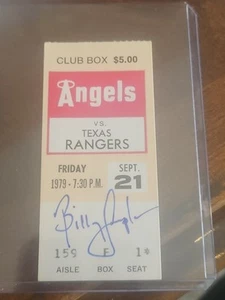 CLUB BOX $5.00
Angels
VS.
TEXAS
RANGERS
FRIDAY SEPT.
1979 - 7:30 P.M. 21
Billy
159 F 1*
AISLE BOX SEAT